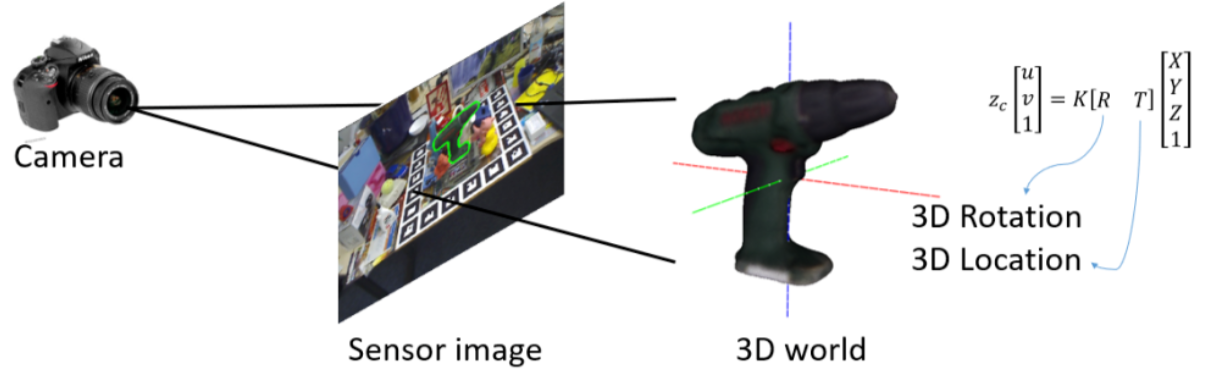 Camera
Sensor image
3D world
z_c [u v 1] = K[R T] [X Y Z 1]
3D Rotation
3D Location